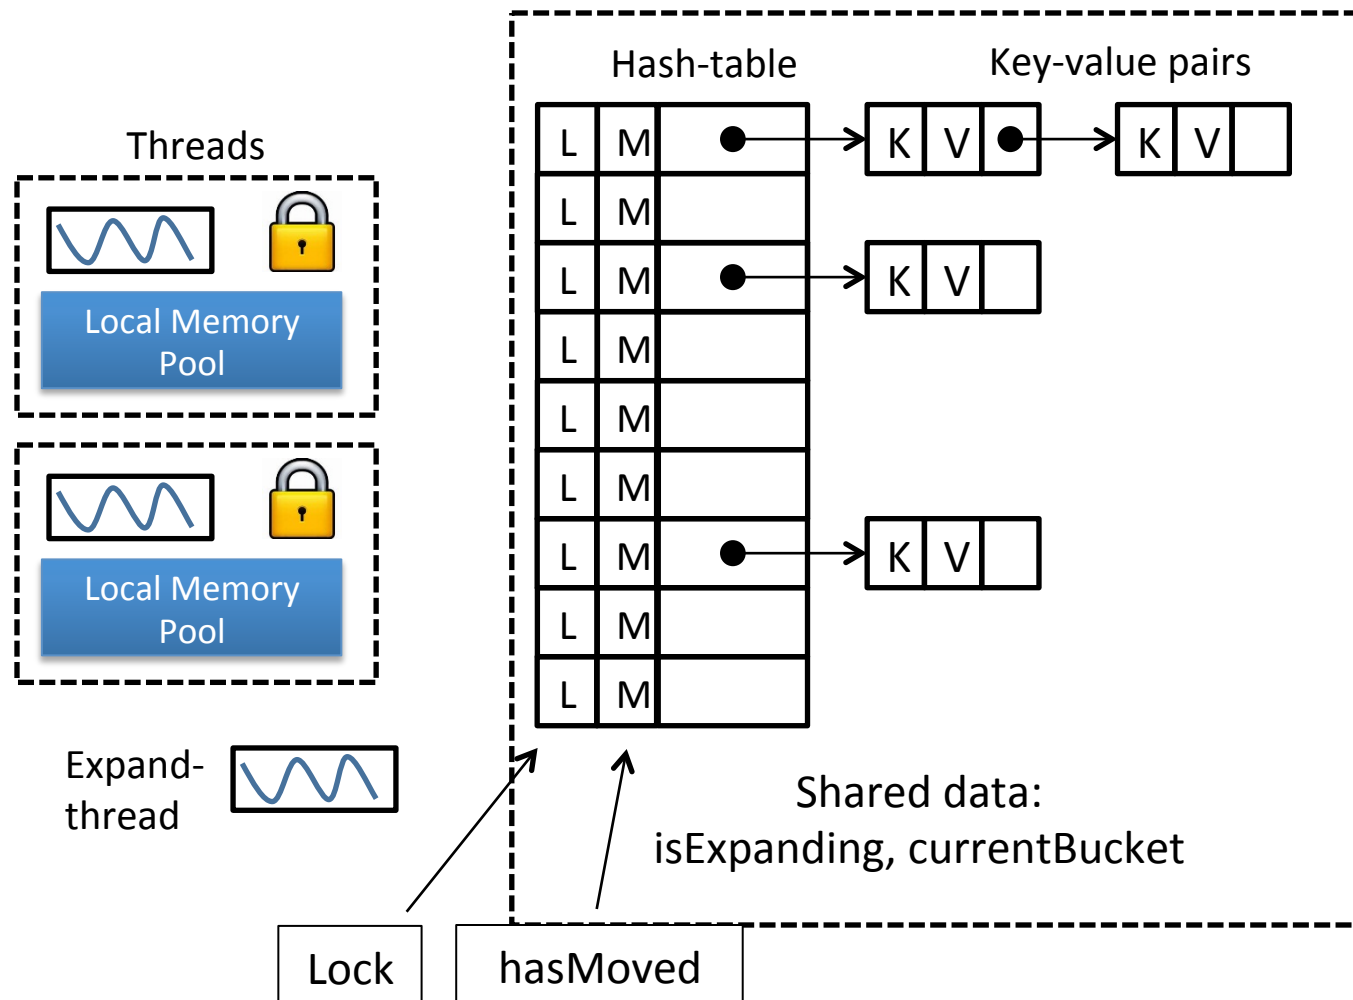 Hash-table
Key-value pairs
Threads
L M K V K V
L M
L M K V
L M
L M
L M
L M K V
L M
L M
Local Memory
Pool
Local Memory
Pool
Expand-
thread
Shared data:
isExpanding, currentBucket
Lock
hasMoved